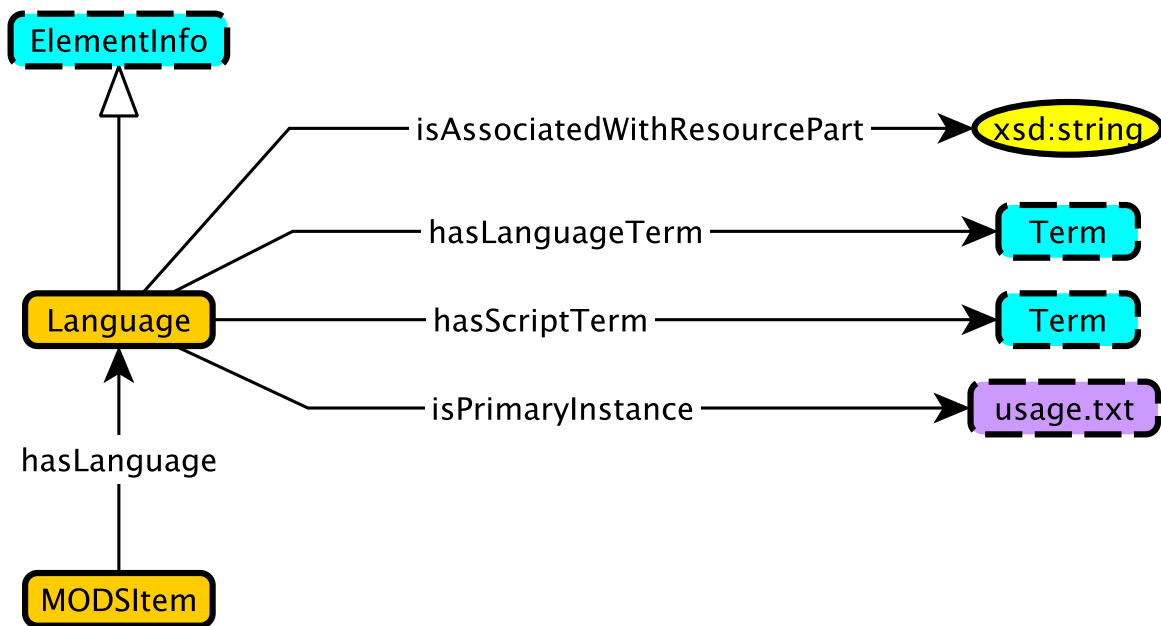 ElementInfo
isAssociatedWithResourcePart
xsd:string
hasLanguageTerm
Term
Language
hasScriptTerm
Term
isPrimaryInstance
usage.txt
hasLanguage
MODSItem